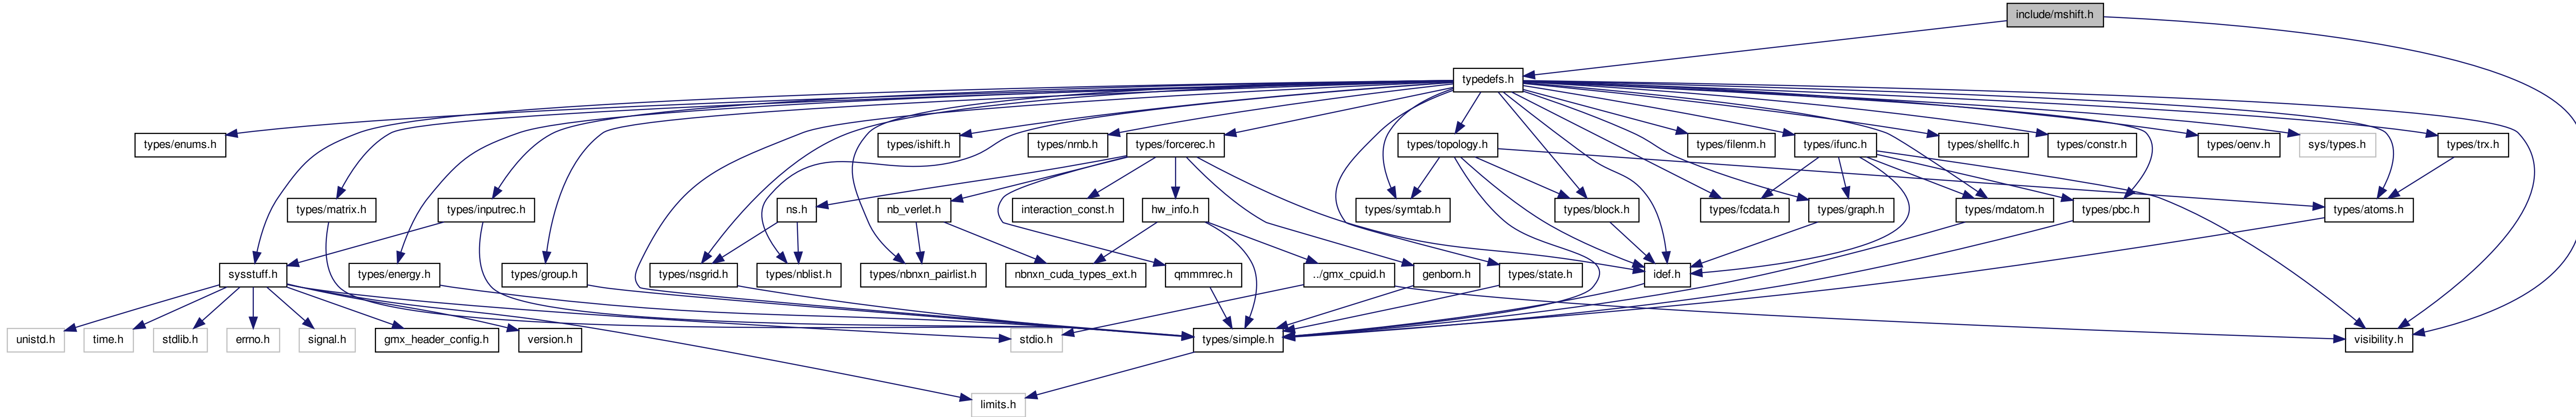 include/mshift.h
typedefs.h
types/enums.h
types/ishift.h
types/nrnb.h
types/forcerec.h
types/topology.h
types/filenm.h
types/ifunc.h
types/shellfc.h
types/constr.h
types/oenv.h
sys/types.h
types/trx.h
types/matrix.h
types/inputrec.h
ns.h
nb_verlet.h
interaction_const.h
hw_info.h
types/symtab.h
types/block.h
types/fcdata.h
types/graph.h
types/mdatom.h
types/pbc.h
types/atoms.h
sysstuff.h
types/energy.h
types/group.h
types/nsgrid.h
types/nblist.h
types/nbnxn_pairlist.h
nbnxn_cuda_types_ext.h
qmmmrec.h
../gmx_cpuid.h
genborn.h
types/state.h
idef.h
unistd.h
time.h
stdlib.h
errno.h
signal.h
gmx_header_config.h
version.h
stdio.h
types/simple.h
visibility.h
limits.h